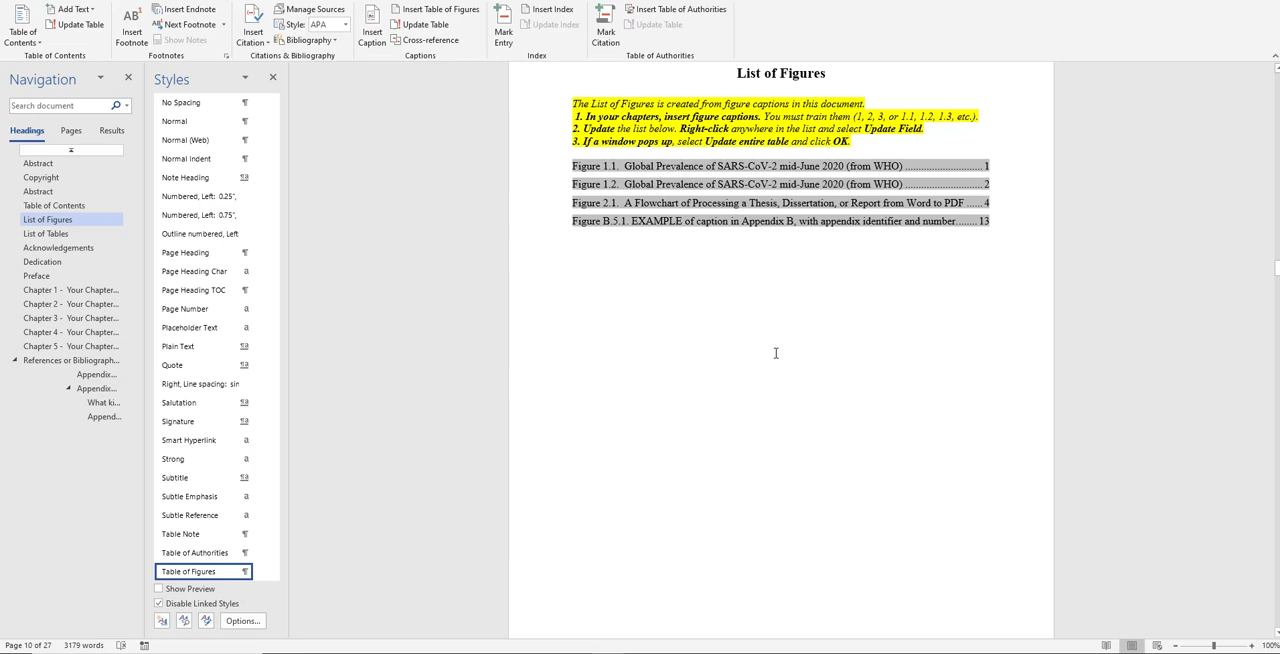 Table of
Contents
Add Text
Update Table
Table of Contents
AB¹
Insert
Footnote
Insert Endnote
Next Footnote
Show Notes
Footnotes
Insert
Citation
Manage Sources
Style: APA
Bibliography
Citations & Bibliography
Insert
Caption
Insert Table of Figures
Update Table
Cross-reference
Captions
Mark
Entry
Insert Index
Update Index
Index
Mark
Citation
Insert Table of Authorities
Update Table
Table of Authorities
Navigation
Search document
Headings Pages Results
Abstract
Copyright
Abstract
Table of Contents
List of Figures
List of Tables
Acknowledgements
Dedication
Preface
Chapter 1 - Your Chapter...
Chapter 2 - Your Chapter...
Chapter 3 - Your Chapter...
Chapter 4 - Your Chapter...
Chapter 5 - Your Chapter...
References or Bibliograph...
Appendix...
Appendix...
What ki...
Append...
Styles
No Spacing ¶
Normal ¶
Normal (Web) ¶
Normal Indent ¶
Note Heading ¶a
Numbered, Left: 0.25",
Numbered, Left: 0.75",
Outline numbered, Left
Page Heading ¶
Page Heading Char a
Page Heading TOC ¶
Page Number a
Placeholder Text a
Plain Text ¶a
Quote ¶a
Right, Line spacing: sin
Salutation ¶a
Signature ¶a
Smart Hyperlink a
Strong a
Subtitle ¶a
Subtle Emphasis a
Subtle Reference a
Table Note ¶
Table of Authorities ¶
Table of Figures ¶
Show Preview
Disable Linked Styles
Options...
List of Figures
The List of Figures is created from figure captions in this document.
1. In your chapters, insert figure captions. You must train them (1, 2, 3, or 1.1, 1.2, 1.3, etc.).
2. Update the list below. Right-click anywhere in the list and select Update Field.
3. If a window pops up, select Update entire table and click OK.
Figure 1.1. Global Prevalence of SARS-CoV-2 mid-June 2020 (from WHO) ............................. 1
Figure 1.2. Global Prevalence of SARS-CoV-2 mid-June 2020 (from WHO) ............................. 2
Figure 2.1. A Flowchart of Processing a Thesis, Dissertation, or Report from Word to PDF ...... 4
Figure B.5.1. EXAMPLE of caption in Appendix B, with appendix identifier and number........ 13
Page 10 of 27 3179 words
100%